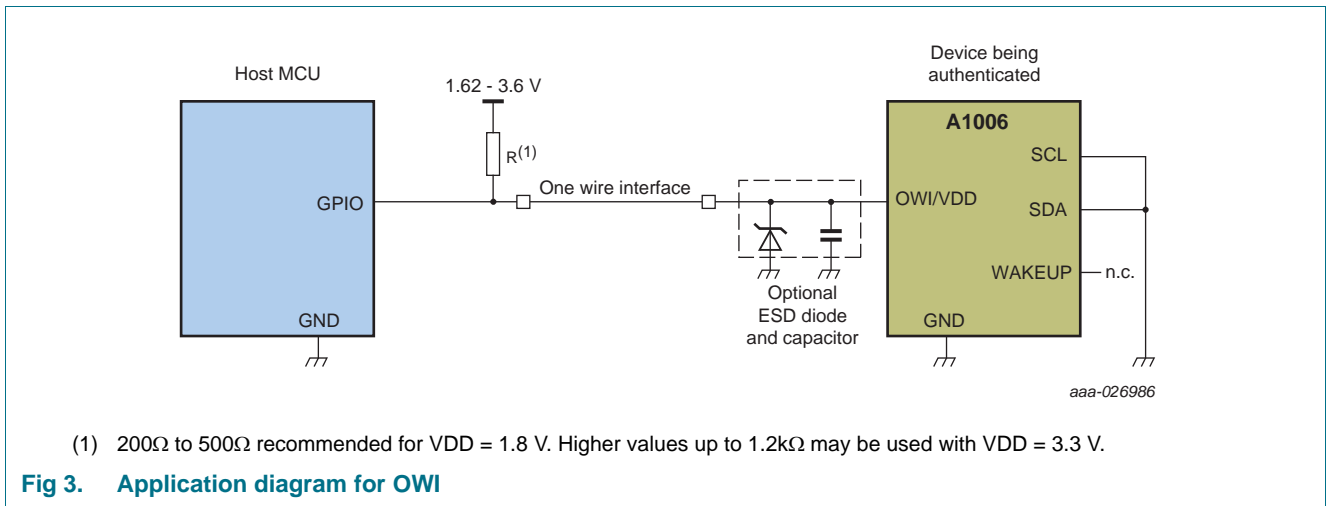 Host MCU
GPIO
GND
1.62 - 3.6 V
R(1)
One wire interface
Optional
ESD diode
and capacitor
Device being
authenticated
A1006
SCL
OWI/VDD
SDA
WAKEUP
n.c.
GND
aaa-026986
(1) 200Ω to 500Ω recommended for VDD = 1.8 V. Higher values up to 1.2kΩ may be used with VDD = 3.3 V.
Fig 3. Application diagram for OWI